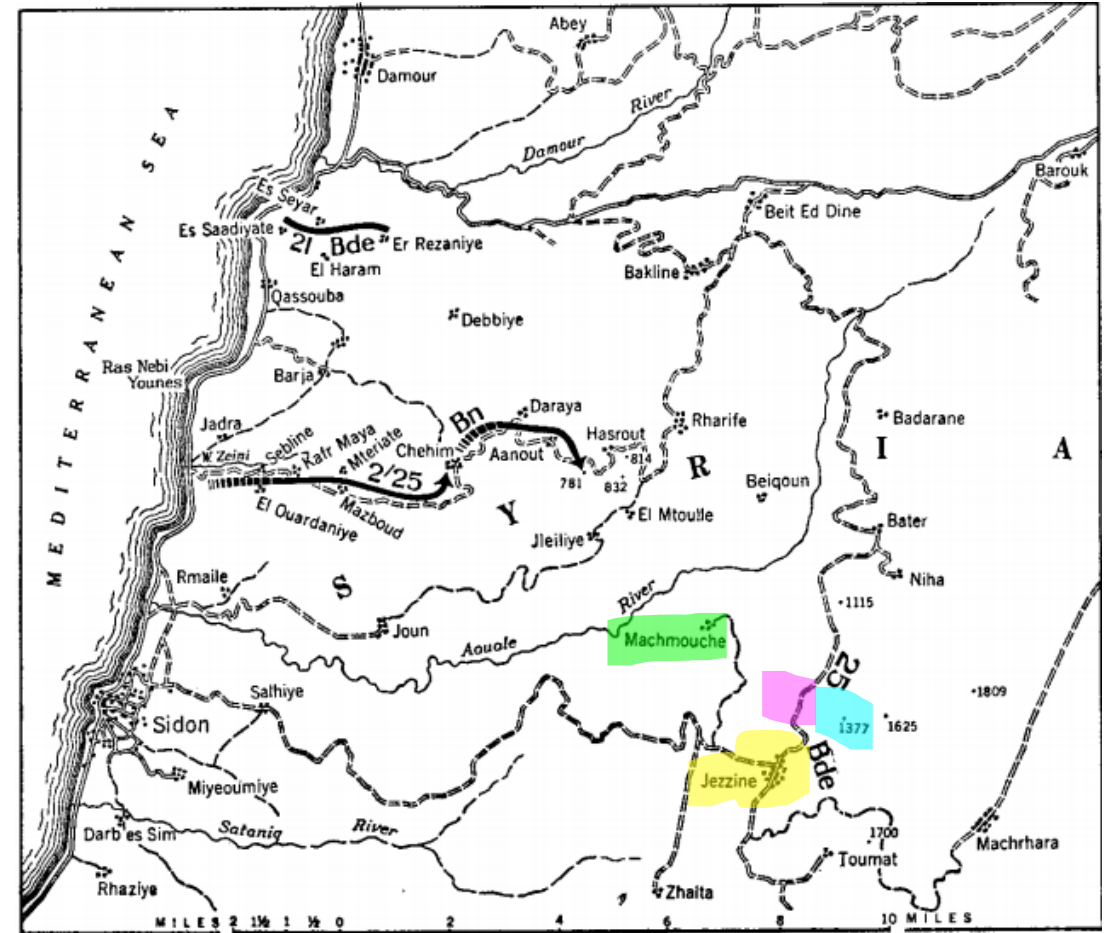 Abey
Damour
River
Damour
MEDITERRANEAN SEA
Barouk
Es Seyar
Beit Ed Dine
Es Saadiyate
21 Bde
Er Rezaniye
El Haram
Bakline
Qassouba
Debbiye
Ras Nebi
Younes
Barja
Daraya
Badarane
Jadra
Bn
Rharife
Hasrout
I
A
Sebline
Kafr Maya
Mteriate
Chehim
Aanout
814
R
W. Zeini
2/25
781
832
Beiqoun
El Ouardaniye
Mazboud
Y
El Mtoulle
Bater
Jleiliye
Rmaile
S
Niha
River
1115
Joun
Machmouche
Aouale
25
1809
Salhiye
Sidon
1377
1625
Bde
Jezzine
Miyeoumiye
Darb es Sim
Sataniq
River
1700
Machrhara
Toumat
Rhaziye
Zhalta
MILES 2 1½ 1 ½ 0 2 4 6 8 10 MILES